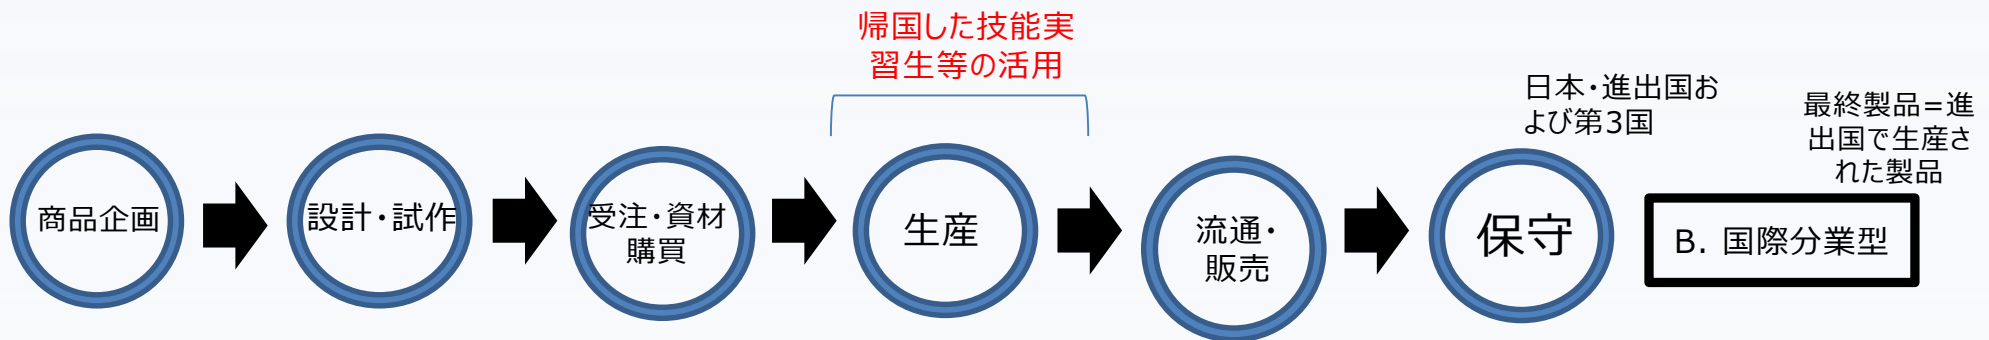 帰国した技能実
習生等の活用
日本・進出国お
よび第3国
最終製品=進
出国で生産さ
れた製品
商品企画
設計・試作
受注・資材
購買
生産
流通・
販売
保守
B. 国際分業型